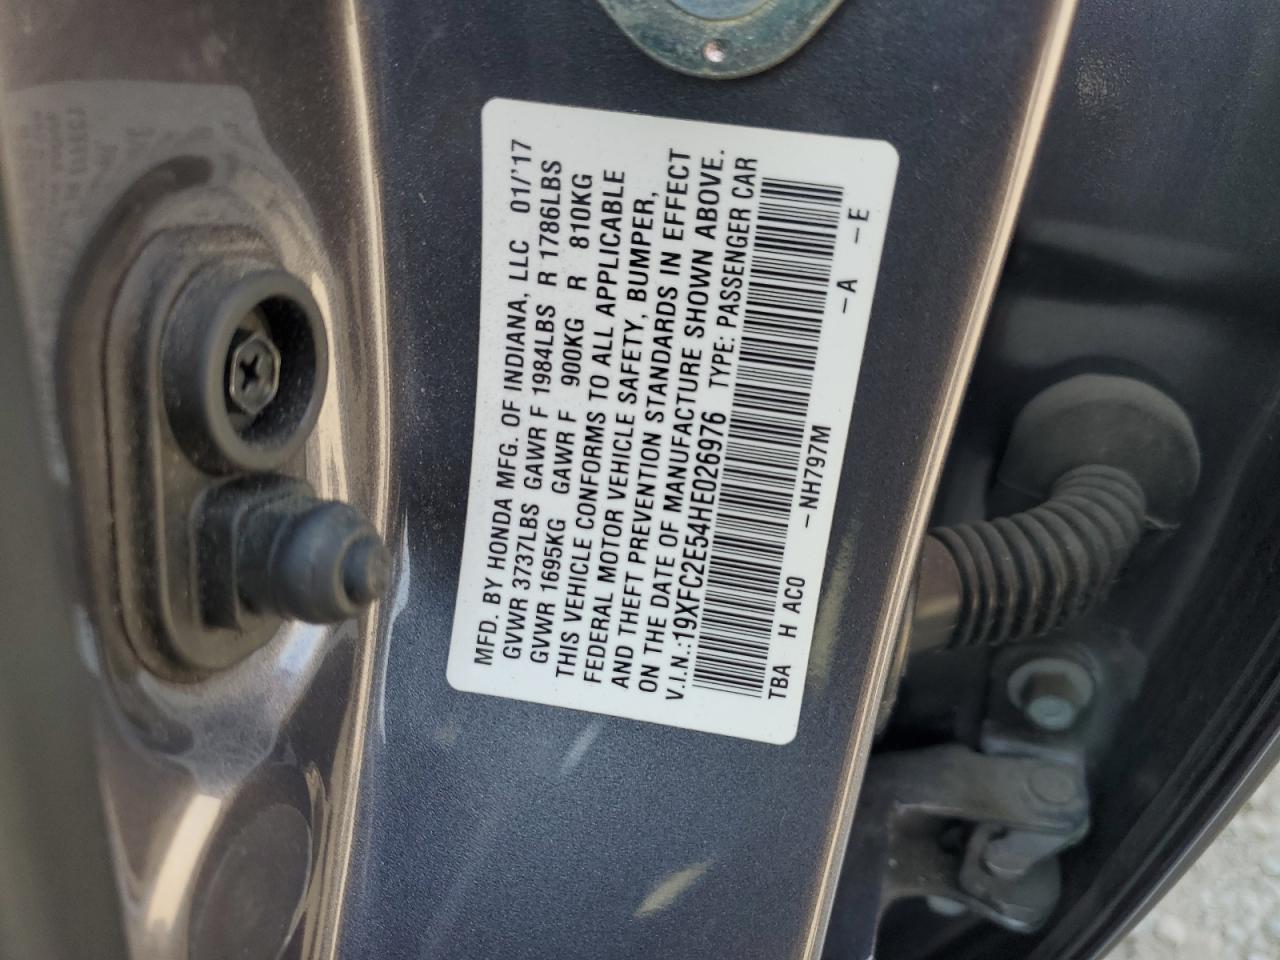 MFD. BY HONDA MFG. OF INDIANA, LLC 01/'17
GVWR 3737LBS GAWR F 1984LBS R 1786LBS
GVWR 1695KG GAWR F 900KG R 810KG
THIS VEHICLE CONFORMS TO ALL APPLICABLE
FEDERAL MOTOR VEHICLE SAFETY, BUMPER,
AND THEFT PREVENTION STANDARDS IN EFFECT
ON THE DATE OF MANUFACTURE SHOWN ABOVE.
V.I.N.:19XFC2E54HE026976 TYPE: PASSENGER CAR
TBA H AC0 -NH797M -A -E